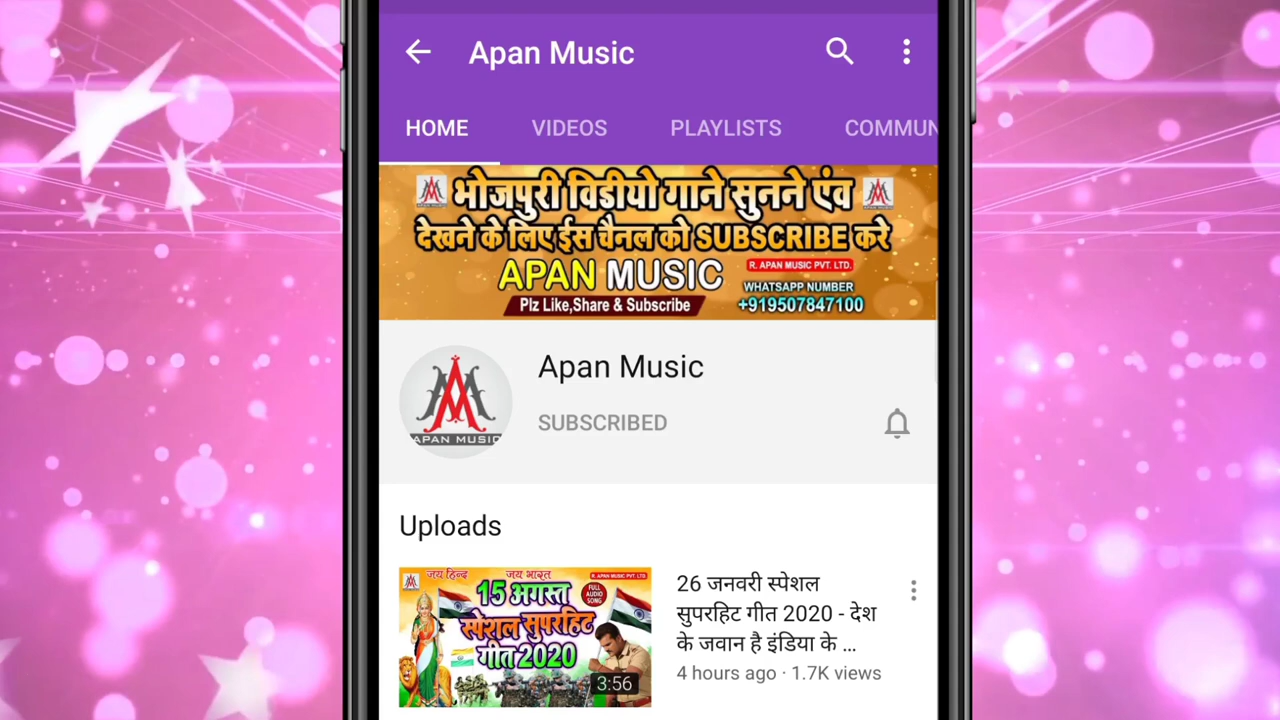 Apan Music
HOME VIDEOS PLAYLISTS COMMUN
भोजपुरी विडीयो गाने सुनने एंव
देखने के लिए ईस चैनल को SUBSCRIBE करे
APAN MUSIC
R. APAN MUSIC PVT. LTD.
Plz Like,Share & Subscribe
WHATSAPP NUMBER
+919507847100
Apan Music
SUBSCRIBED
APAN MUSIC
Uploads
जय हिन्द जय भारत
R. APAN MUSIC PVT. LTD
15 अगस्त
FULL
AUDIO
SONG
स्पेशल सुपरहिट
गीत 2020
3:56
26 जनवरी स्पेशल
सुपरहिट गीत 2020 - देश
के जवान है इंडिया के ...
4 hours ago · 1.7K views